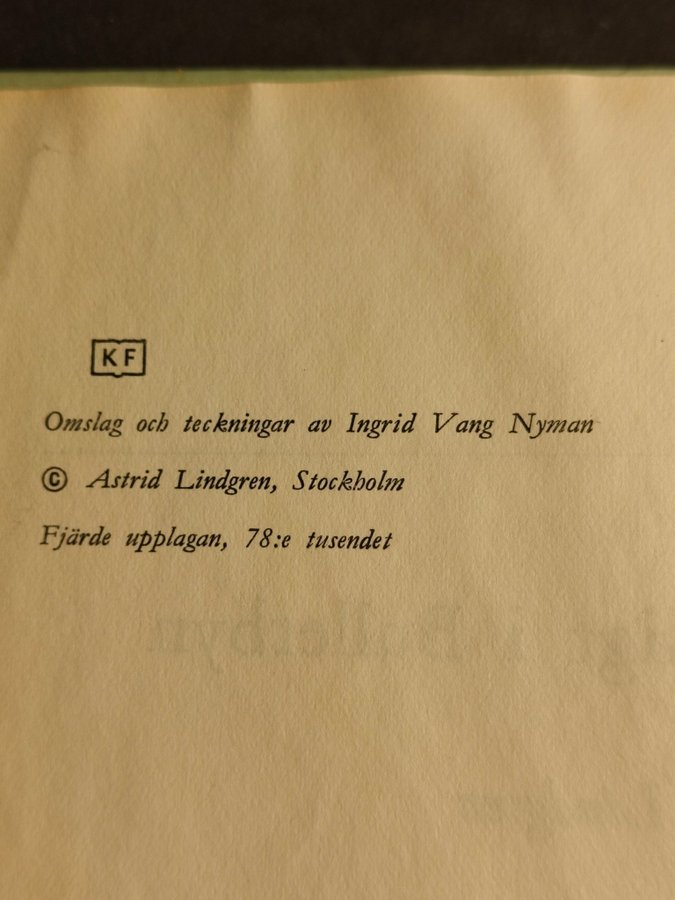 KF
Omslag och teckningar av Ingrid Vang Nyman
© Astrid Lindgren, Stockholm
Fjärde upplagan, 78:e tusendet